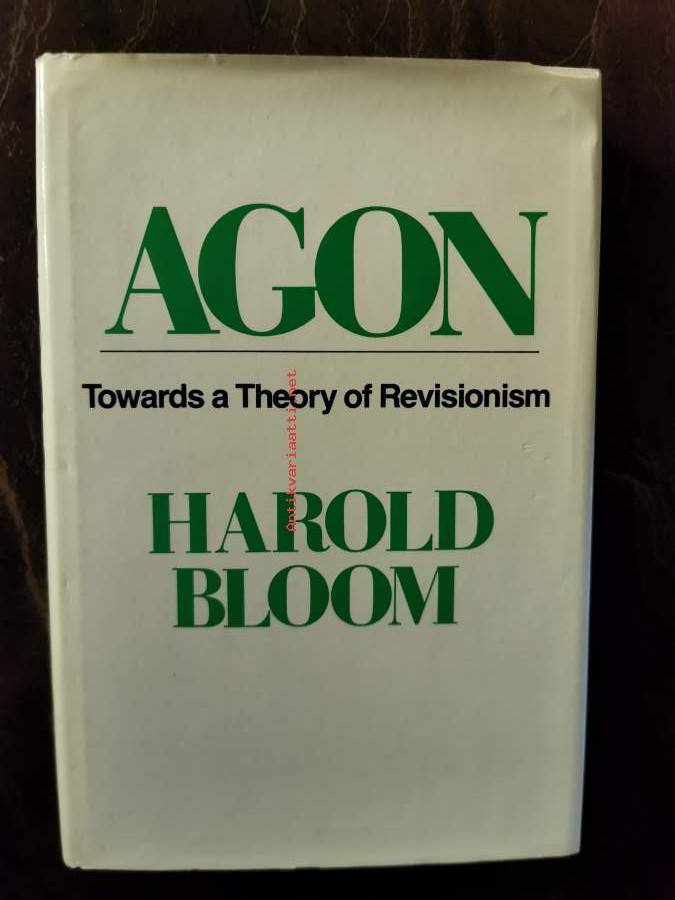 AGON
Towards a Theory of Revisionism
Antikvariaatti.net
HAROLD
BLOOM